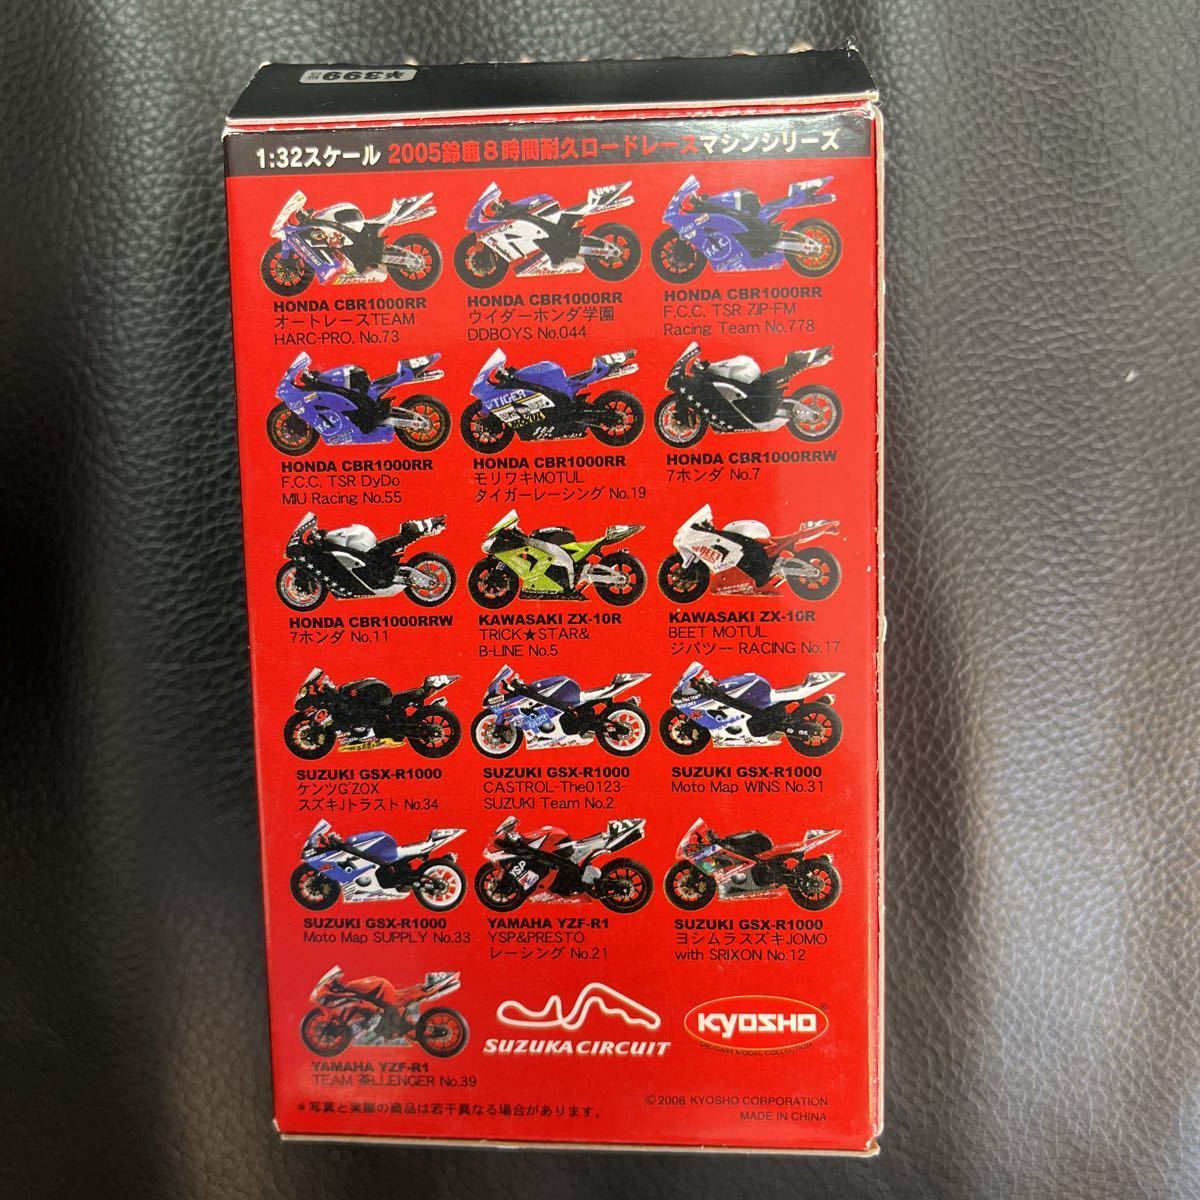 ¥399
1:32スケール 2005鈴鹿8時間耐久ロードレースマシンシリーズ
HONDA CBR1000RR
オートレースTEAM
HARC-PRO. No.73
HONDA CBR1000RR
ウイダーホンダ学園
DDBOYS No.044
HONDA CBR1000RR
F.C.C. TSR ZIP-FM
Racing Team No.778
HONDA CBR1000RR
F.C.C. TSR DyDo
MIU Racing No.55
HONDA CBR1000RR
モリワキMOTUL
タイガーレーシング No.19
HONDA CBR1000RRW
7ホンダ No.7
HONDA CBR1000RRW
7ホンダ No.11
KAWASAKI ZX-10R
TRICK★STAR&
B-LINE No.5
KAWASAKI ZX-10R
BEET MOTUL
ジパツー RACING No.17
SUZUKI GSX-R1000
ケンツG'ZOX
スズキJトラスト No.34
SUZUKI GSX-R1000
CASTROL-The0123-
SUZUKI Team No.2
SUZUKI GSX-R1000
Moto Map WINS No.31
SUZUKI GSX-R1000
Moto Map SUPPLY No.33
YAMAHA YZF-R1
YSP&PRESTO
レーシング No.21
SUZUKI GSX-R1000
ヨシムラスズキJOMO
with SRIXON No.12
YAMAHA YZF-R1
TEAM 茶LLENGER No.39
SUZUKA CIRCUIT
KYOSHO®
DIE-CAST MODEL COLLECTION
*写真と実際の商品は若干異なる場合があります。
©2006 KYOSHO CORPORATION
MADE IN CHINA